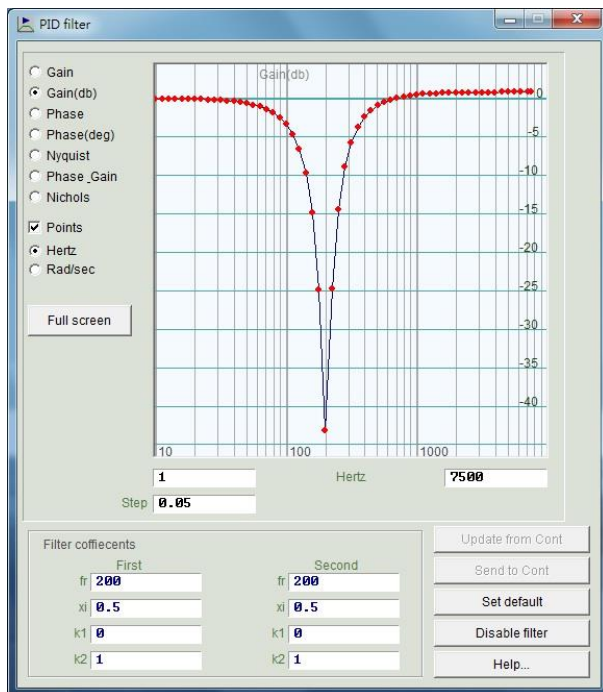 PID filter
Gain
Gain(db)
Phase
Phase(deg)
Nyquist
Phase_Gain
Nichols
Points
Hertz
Rad/sec
Full screen
Gain(db)
0
-5
-10
-15
-20
-25
-30
-35
-40
10
100
1000
1
Hertz
7500
Step 0.05
Filter coffiecents
First
Second
fr 200
fr 200
xi 0.5
xi 0.5
k1 0
k1 0
k2 1
k2 1
Update from Cont
Send to Cont
Set default
Disable filter
Help...